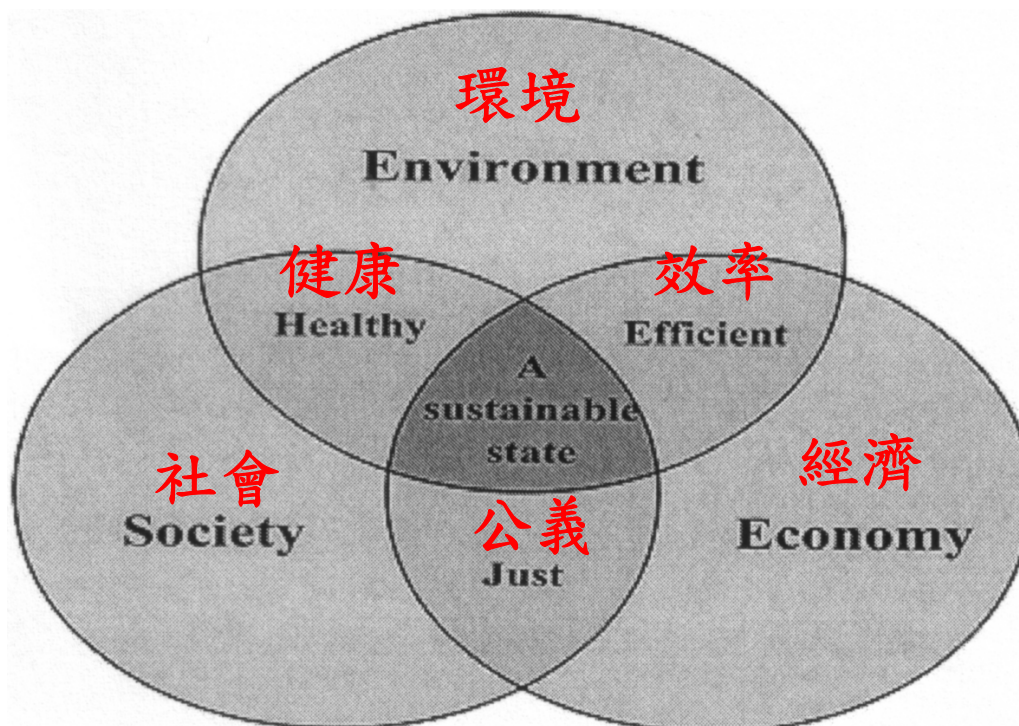 環境
Environment
健康
Healthy
效率
Efficient
A
sustainable
state
社會
Society
公義
Just
經濟
Economy